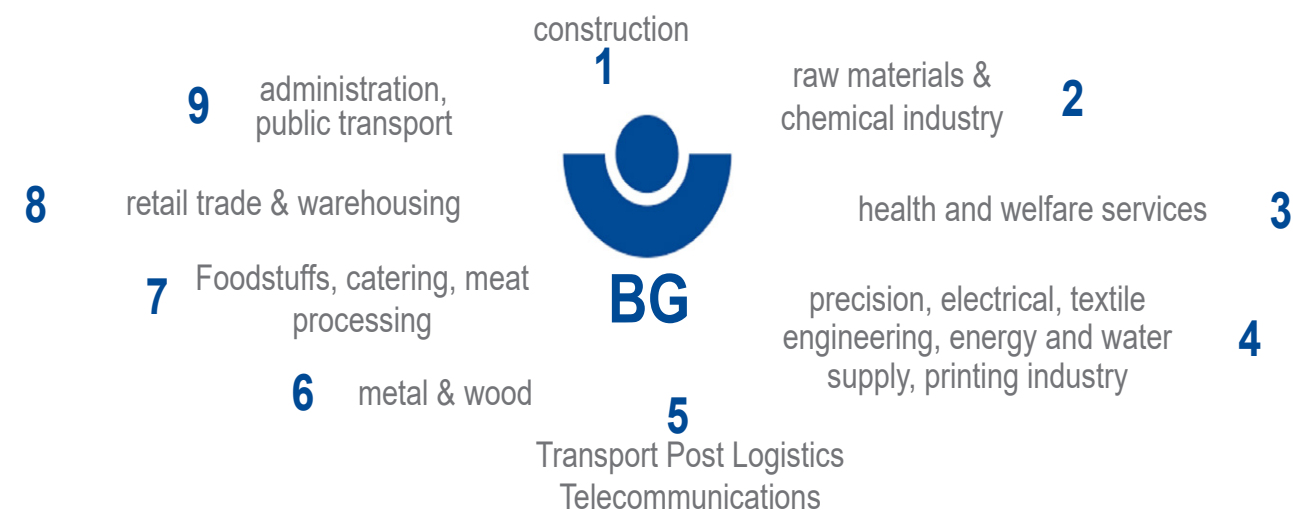 construction
1
raw materials &
chemical industry
2
health and welfare services
3
precision, electrical, textile
engineering, energy and water
supply, printing industry
4
5
Transport Post Logistics
Telecommunications
6
metal & wood
7
Foodstuffs, catering, meat
processing
8
retail trade & warehousing
9
administration,
public transport
BG